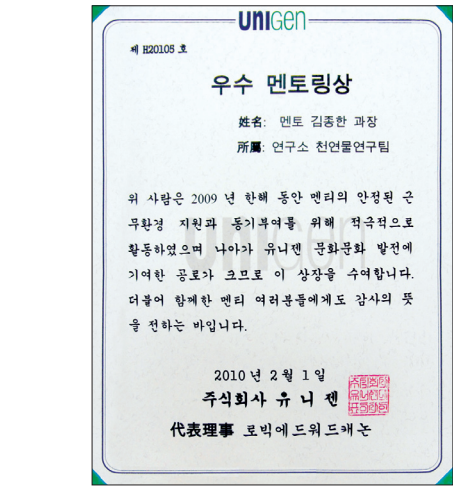 UNIGEN
제 H20105 호
우수 멘토링상
姓名: 멘토 김종한 과장
所屬: 연구소 천연물연구팀
위 사람은 2009 년 한해 동안 멘티의 안정된 근
무환경 지원과 동기부여를 위해 적극적으로
활동하였으며 나아가 유니젠 문화문화 발전에
기여한 공로가 크므로 이 상장을 수여합니다.
더불어 함께한 멘티 여러분들에게도 감사의 뜻
을 전하는 바입니다.
2010 년 2 월 1 일
주식회사 유 니 젠
代表理事 로빅에드워드캐논